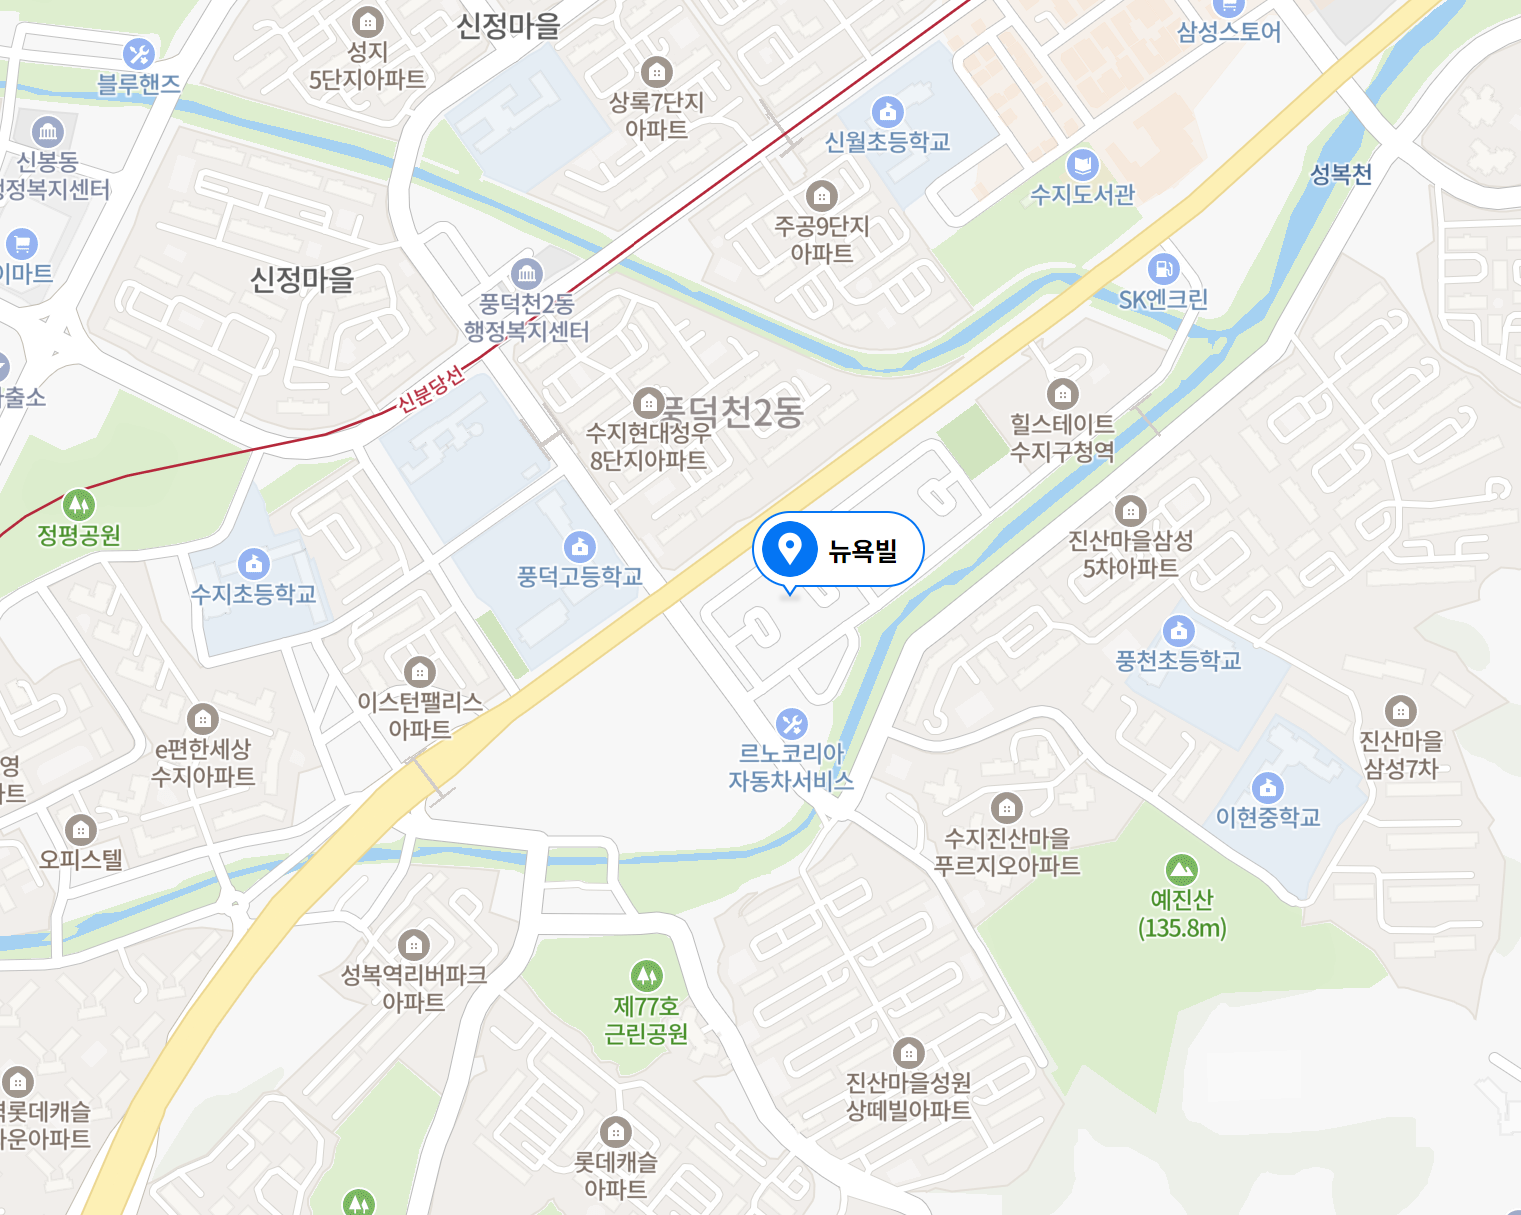 신정마을
성지
5단지아파트
블루핸즈
상록7단지
아파트
삼성스토어
신월초등학교
신봉동
행정복지센터
성복천
수지도서관
주공9단지
아파트
이마트
신정마을
SK엔크린
풍덕천2동
행정복지센터
신분당선
풍덕천2동
수지현대성우
8단지아파트
힐스테이트
수지구청역
정평공원
뉴욕빌
진산마을삼성
5차아파트
수지초등학교
풍덕고등학교
풍천초등학교
이스턴팰리스
아파트
e편한세상
수지아파트
르노코리아
자동차서비스
진산마을
삼성7차
이현중학교
오피스텔
수지진산마을
푸르지오아파트
예진산
(135.8m)
성복역리버파크
아파트
제77호
근린공원
진산마을성원
상떼빌아파트
롯데캐슬
아파트